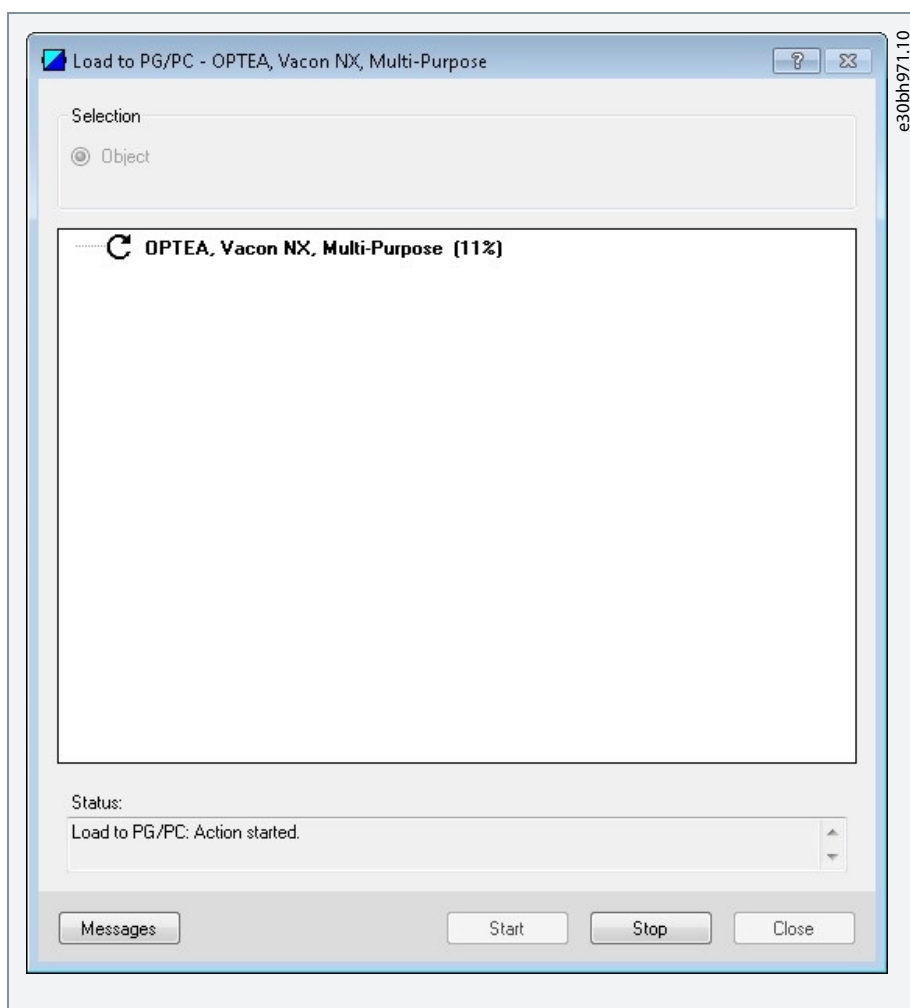 Load to PG/PC - OPTEA, Vacon NX, Multi-Purpose
Selection
Object
OPTEA, Vacon NX, Multi-Purpose (11%)
Status:
Load to PG/PC: Action started.
Messages
Start
Stop
Close
e30bh971.10